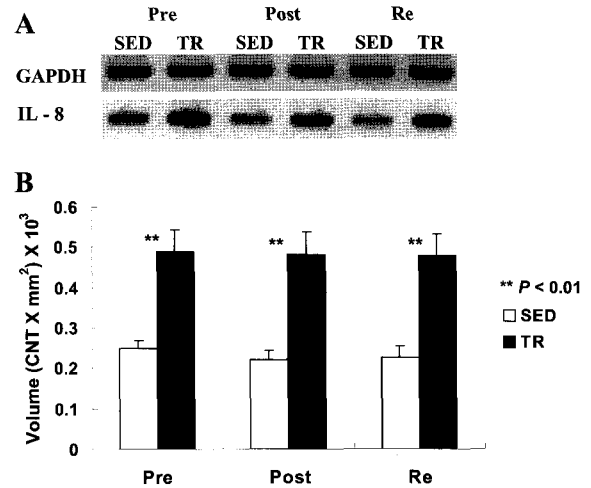 A
Pre Post Re
SED TR SED TR SED TR
GAPDH
IL - 8
B
Volume (CNT X mm²) X 10³
0.6
0.5
0.4
0.3
0.2
0.1
0
** ** **
** P < 0.01
SED
TR
Pre Post Re